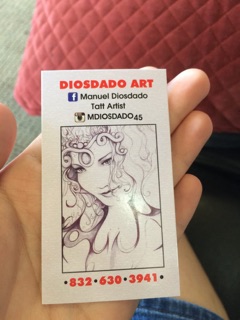 DIOSDADO ART
f Manuel Diosdado
Tatt Artist
MDIOSDADO45
•832•630•3941•